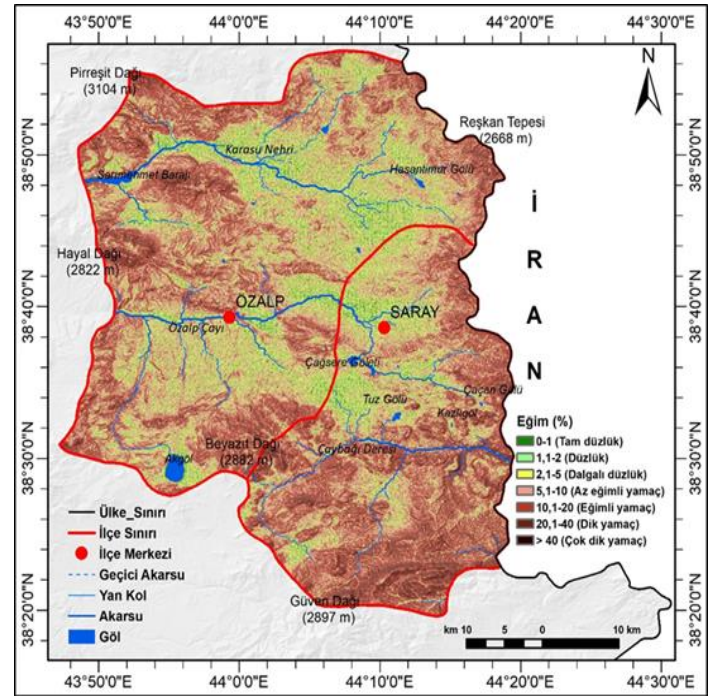 43°50'0"E
44°0'0"E
44°10'0"E
44°20'0"E
44°30'0"E
Pirreşit Dağı
(3104 m)
N
Reşkan Tepesi
(2668 m)
38°50'0"N
38°50'0"N
Karasu Nehri
Sarımehmet Barajı
Hasantimur Gölü
İ
R
A
N
Hayal Dağı
(2822 m)
38°40'0"N
38°40'0"N
ÖZALP
SARAY
Özalp Çayı
Çağsere Göleti
Çaçan Gölü
Tuz Gölü
Kazlıgöl
Eğim (%)
0-1 (Tam düzlük)
1,1-2 (Düzlük)
2,1-5 (Dalgalı düzlük)
5,1-10 (Az eğimli yamaç)
10,1-20 (Eğimli yamaç)
20,1-40 (Dik yamaç)
> 40 (Çok dik yamaç)
38°30'0"N
38°30'0"N
Beyazıt Dağı
(2882 m)
Çaybağı Deresi
Akgöl
Ülke_Sınırı
İlçe Sınırı
İlçe Merkezi
Geçici Akarsu
Yan Kol
Akarsu
Göl
38°20'0"N
38°20'0"N
Güven Dağı
(2897 m)
km 10 5 0 10 km
43°50'0"E
44°0'0"E
44°10'0"E
44°20'0"E
44°30'0"E